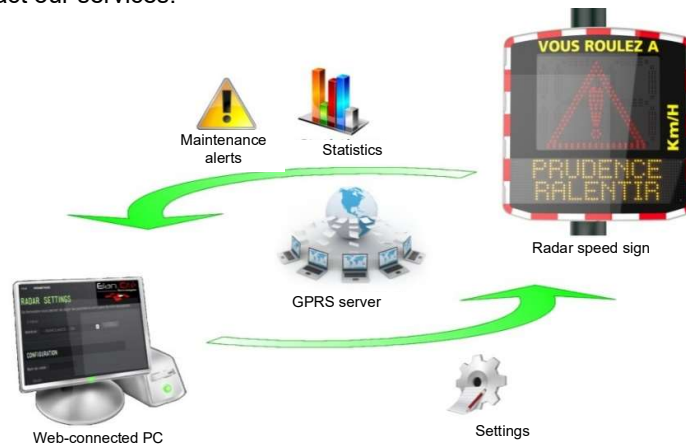 act our services.
VOUS ROULEZ A
Km/H
PRUDENCE
RALENTIR
Maintenance
alerts
Statistics
Radar speed sign
GPRS server
RADAR SETTINGS
CONFIGURATION
Settings
Web-connected PC